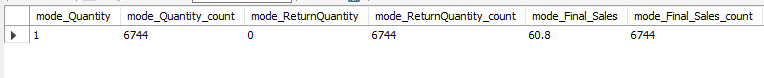 mode_Quantity mode_Quantity_count mode_ReturnQuantity mode_ReturnQuantity_count mode_Final_Sales mode_Final_Sales_count
1 6744 0 6744 60.8 6744